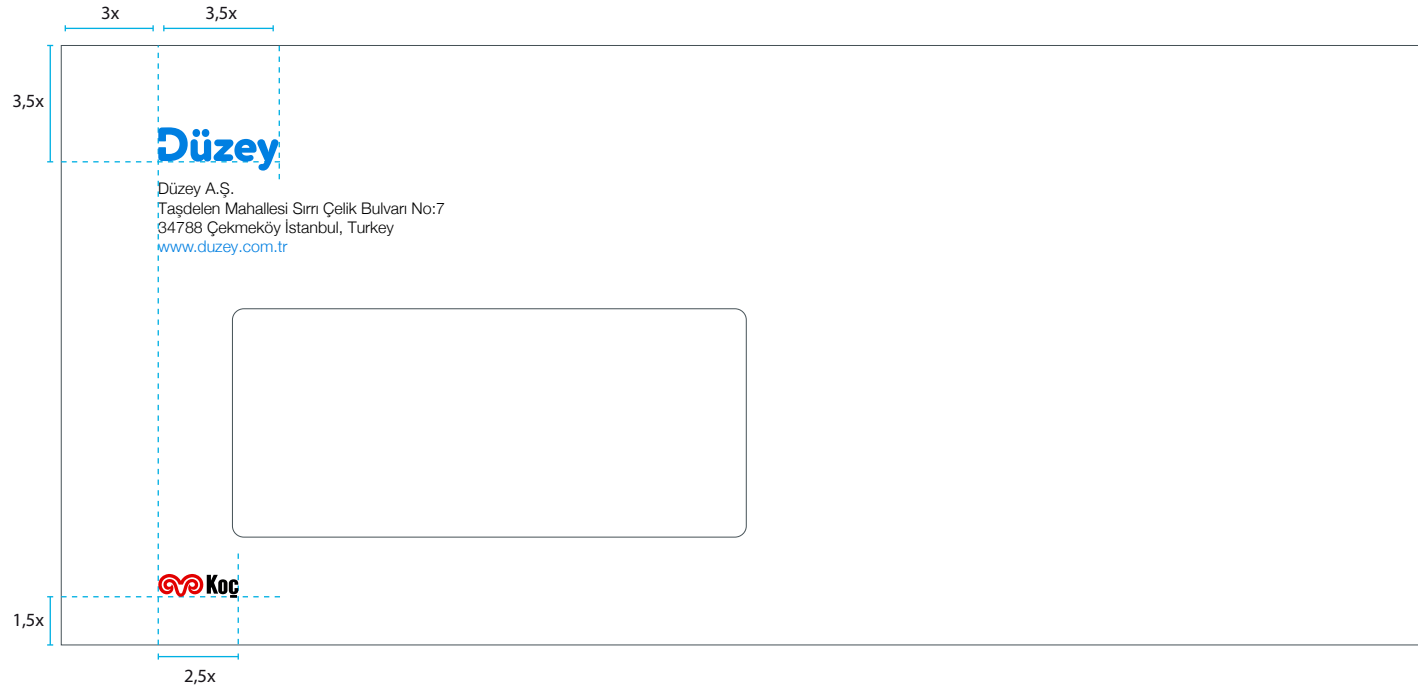 3x 3,5x
3,5x
Düzey
Düzey A.Ş.
Taşdelen Mahallesi Sırrı Çelik Bulvarı No:7
34788 Çekmeköy İstanbul, Turkey
www.duzey.com.tr
Koç
1,5x
2,5x